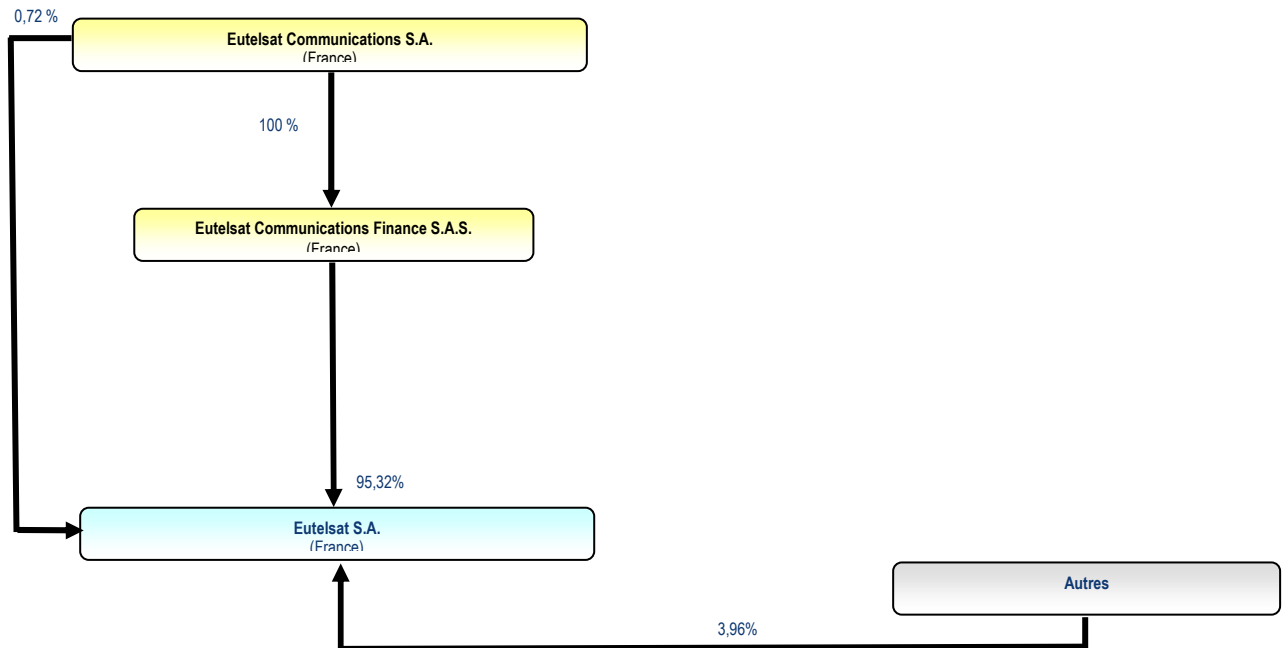 0,72 %
Eutelsat Communications S.A.
(France)
100 %
Eutelsat Communications Finance S.A.S.
(France)
95,32%
Eutelsat S.A.
(France)
Autres
3,96%